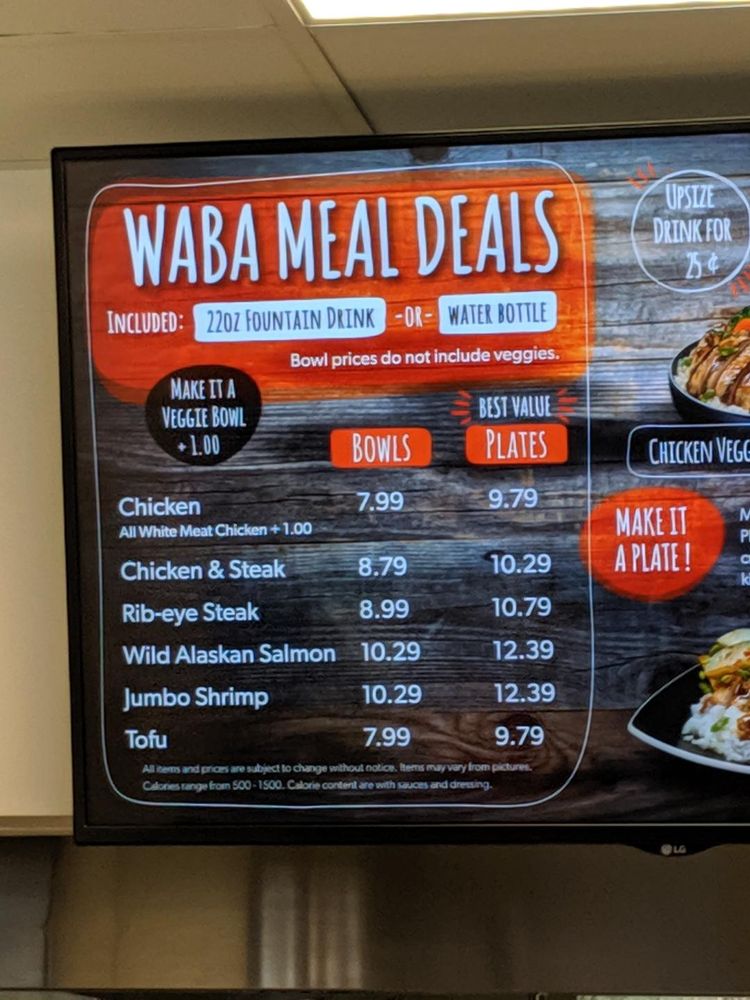 WABA MEAL DEALS
INCLUDED: 22OZ FOUNTAIN DRINK -OR- WATER BOTTLE
Bowl prices do not include veggies.
MAKE IT A
VEGGIE BOWL
+ 1.00
BEST VALUE
BOWLS PLATES
Chicken 7.99 9.79
All White Meat Chicken + 1.00
Chicken & Steak 8.79 10.29
Rib-eye Steak 8.99 10.79
Wild Alaskan Salmon 10.29 12.39
Jumbo Shrimp 10.29 12.39
Tofu 7.99 9.79
All items and prices are subject to change without notice. Items may vary from pictures.
Calories range from 500 - 1500. Calorie content are with sauces and dressing.
UPSIZE
DRINK FOR
25 ¢
CHICKEN VEGG
MAKE IT
A PLATE!
LG